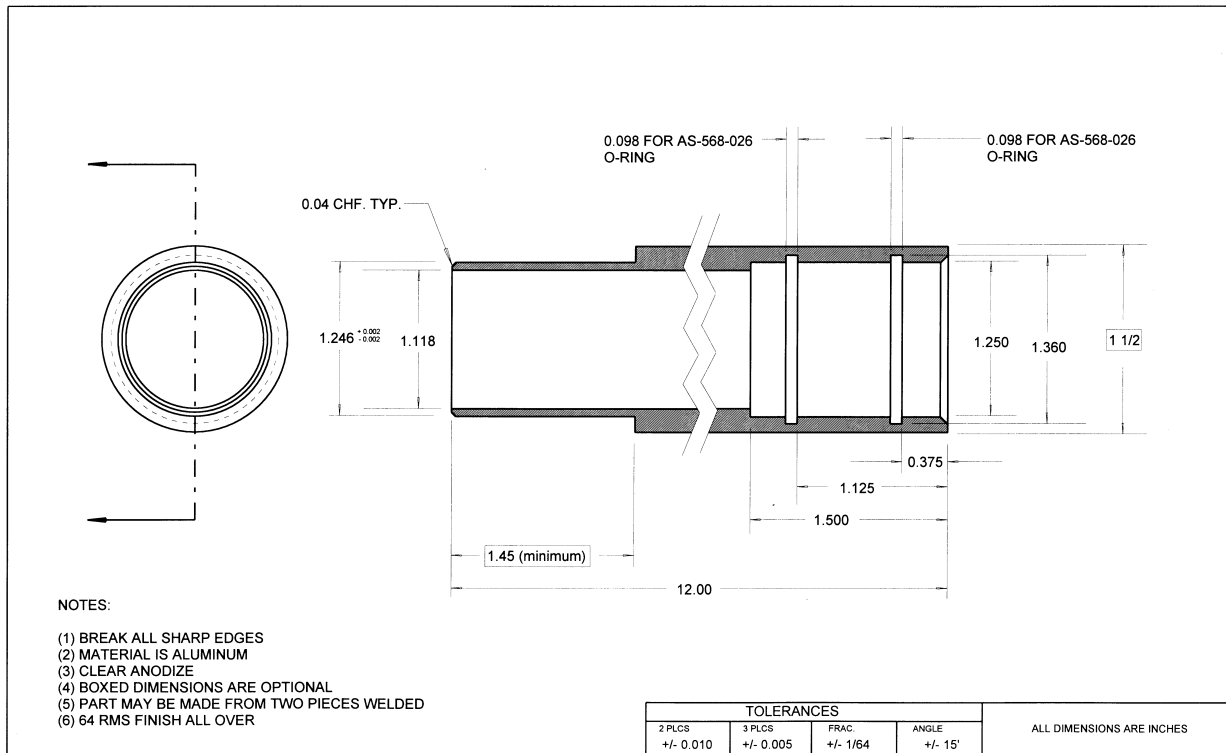 0.098 FOR AS-568-026
O-RING
0.098 FOR AS-568-026
O-RING
0.04 CHF. TYP.
1.246 +0.002 -0.002
1.118
1.250
1.360
1 1/2
0.375
1.125
1.500
1.45 (minimum)
12.00
NOTES:
(1) BREAK ALL SHARP EDGES
(2) MATERIAL IS ALUMINUM
(3) CLEAR ANODIZE
(4) BOXED DIMENSIONS ARE OPTIONAL
(5) PART MAY BE MADE FROM TWO PIECES WELDED
(6) 64 RMS FINISH ALL OVER
TOLERANCES
2 PLCS 3 PLCS FRAC. ANGLE
+/- 0.010 +/- 0.005 +/- 1/64 +/- 15'
ALL DIMENSIONS ARE INCHES